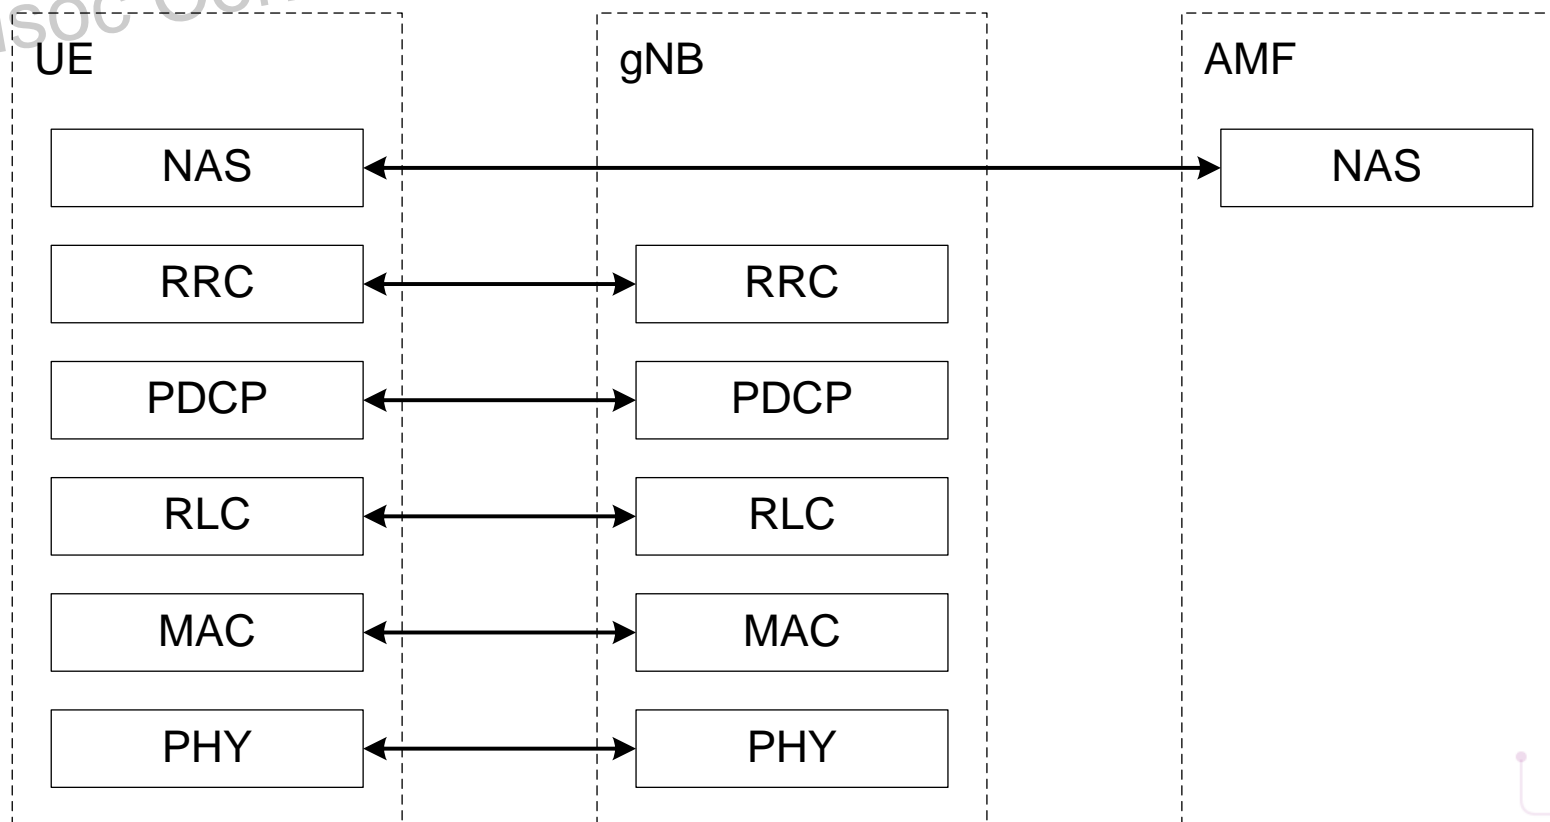 UE gNB AMF
NAS NAS
RRC RRC
PDCP PDCP
RLC RLC
MAC MAC
PHY PHY